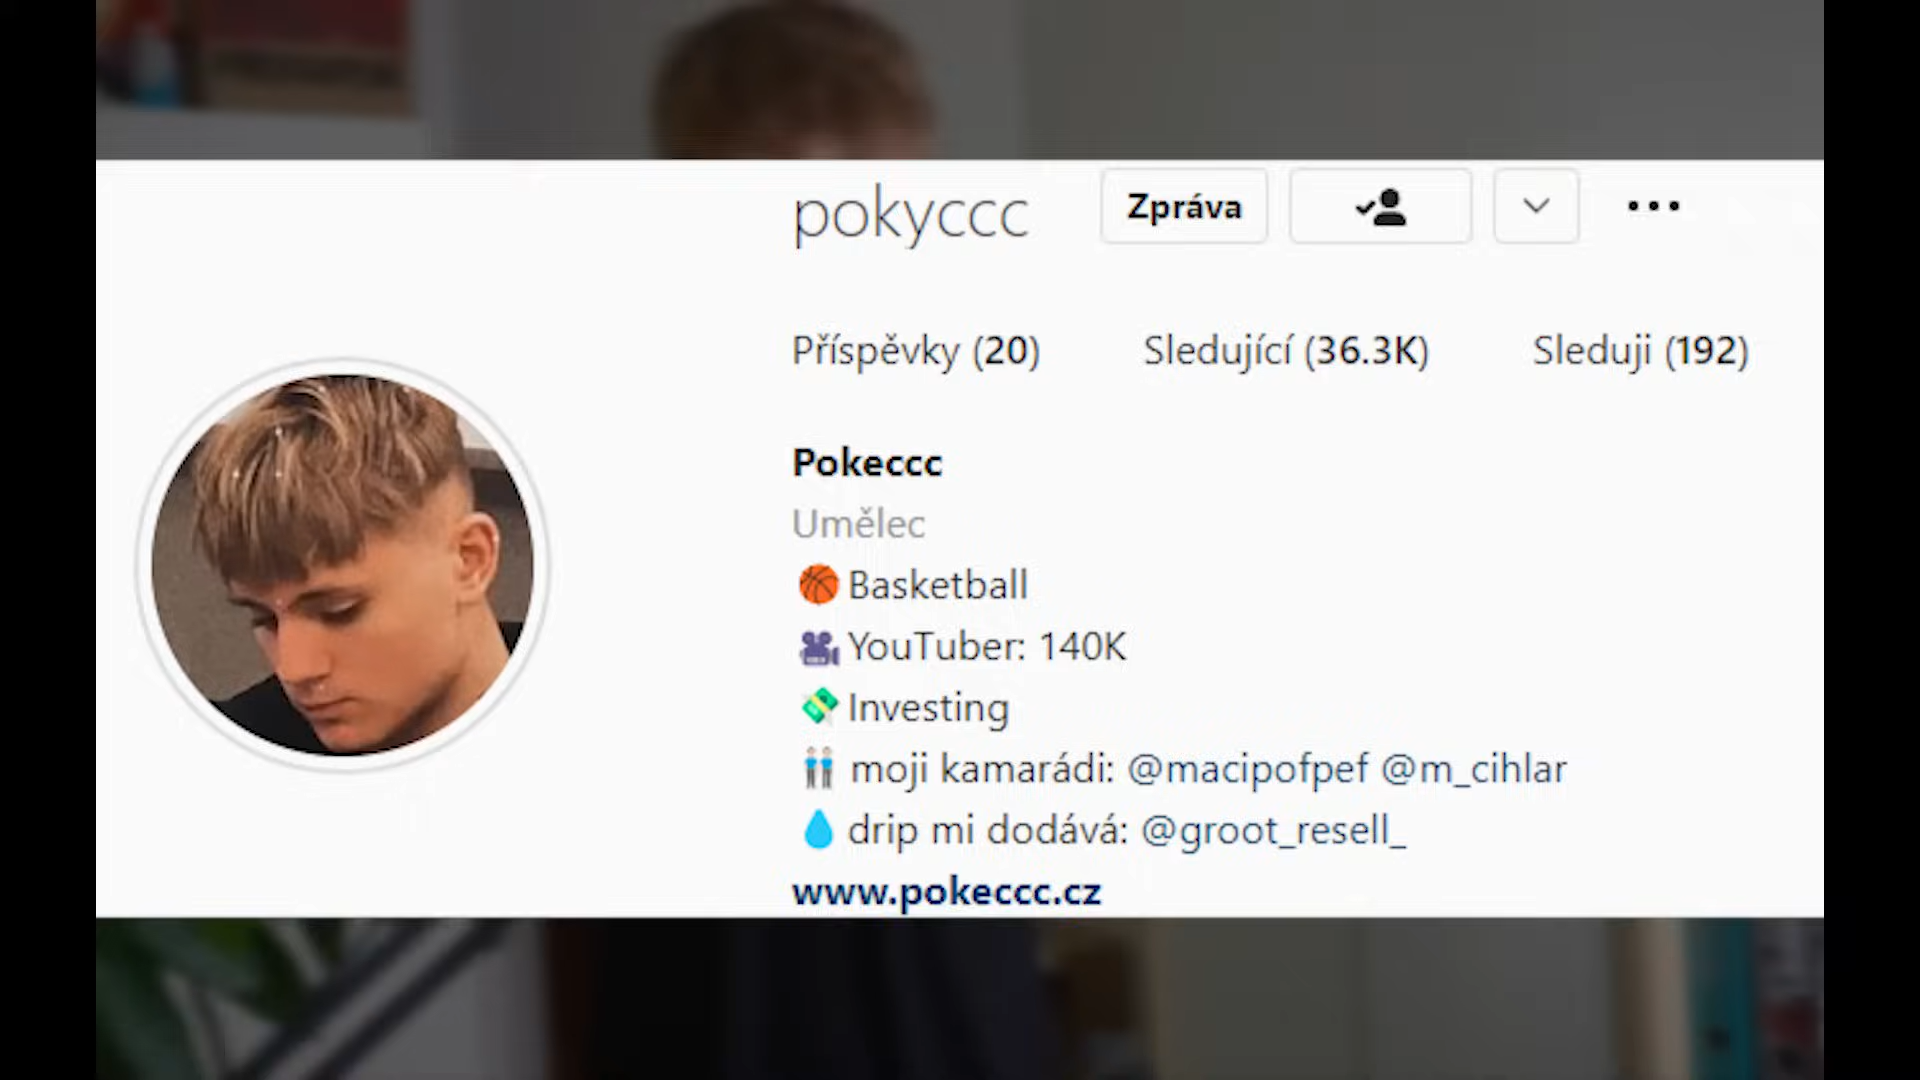 pokyccc Zpráva
Příspěvky (20) Sledující (36.3K) Sleduji (192)
Pokeccc
Umělec
🏀 Basketball
🎥 YouTuber: 140K
💸 Investing
👬 moji kamarádi: @macipofpef @m_cihlar
💧 drip mi dodává: @groot_resell_
www.pokeccc.cz